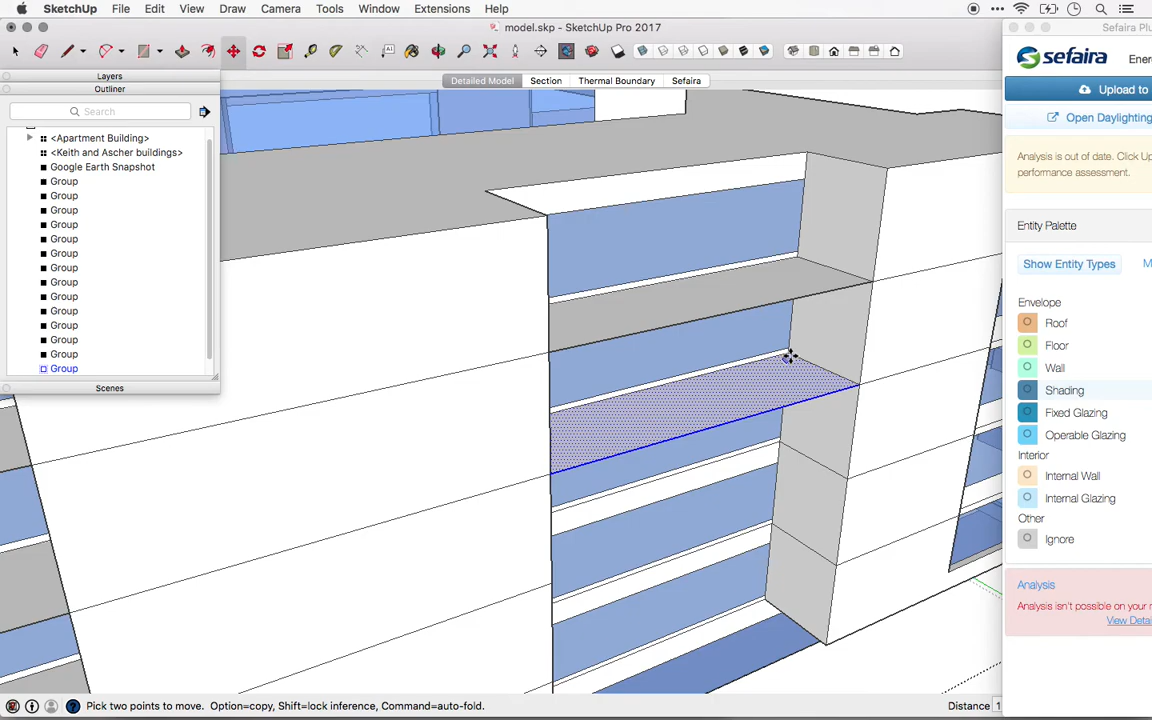 SketchUp File Edit View Draw Camera Tools Window Extensions Help
model.skp - SketchUp Pro 2017
Sefaira Plu
Layers
Outliner
Search
Detailed Model Section Thermal Boundary Sefaira
<Apartment Building>
<Keith and Ascher buildings>
Google Earth Snapshot
Group
Group
Group
Group
Group
Group
Group
Group
Group
Group
Group
Group
Group
Group
Scenes
sefaira Ener
Upload to
Open Daylighting
Analysis is out of date. Click Up
performance assessment.
Entity Palette
Show Entity Types M
Envelope
Roof
Floor
Wall
Shading
Fixed Glazing
Operable Glazing
Interior
Internal Wall
Internal Glazing
Other
Ignore
Analysis
Analysis isn't possible on your m
View Detai
Pick two points to move. Option=copy, Shift=lock inference, Command=auto-fold.
Distance 1